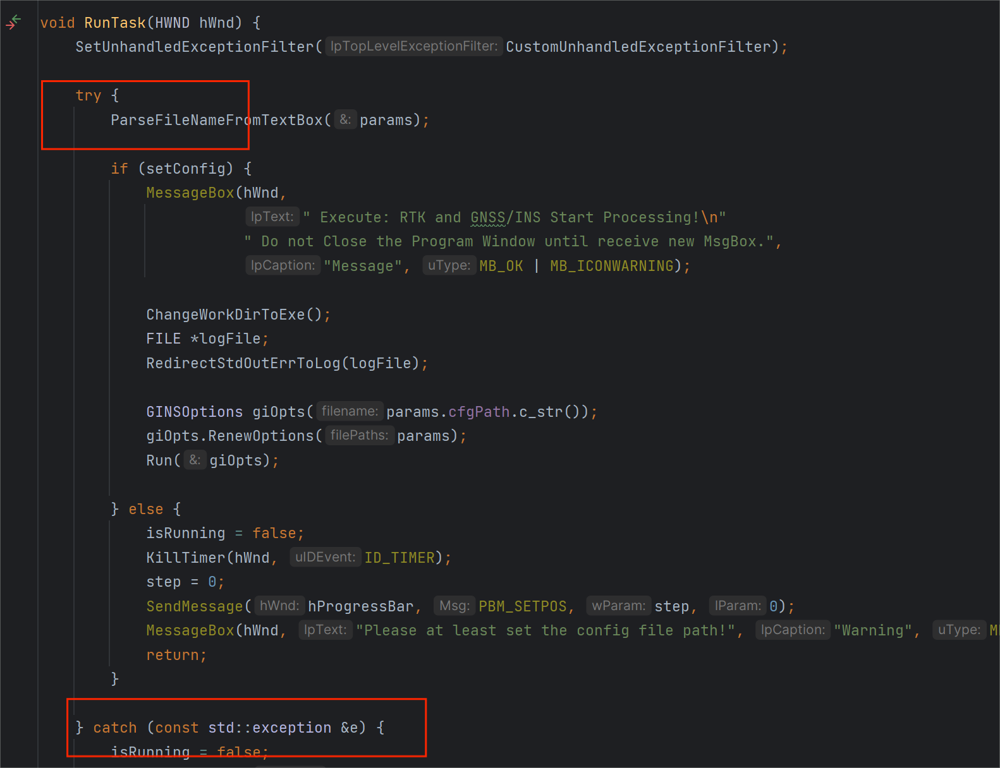 void RunTask(HWND hWnd) {
SetUnhandledExceptionFilter( lpTopLevelExceptionFilter: CustomUnhandledExceptionFilter);
try {
ParseFileNameFromTextBox( &: params);
if (setConfig) {
MessageBox(hWnd,
lpText: " Execute: RTK and GNSS/INS Start Processing!\n"
" Do not Close the Program Window until receive new MsgBox.",
lpCaption: "Message", uType: MB_OK | MB_ICONWARNING);
ChangeWorkDirToExe();
FILE *logFile;
RedirectStdOutErrToLog(logFile);
GINSOptions giOpts( filename: params.cfgPath.c_str());
giOpts.RenewOptions( filePaths: params);
Run( &: giOpts);
} else {
isRunning = false;
KillTimer(hWnd, uIDEvent: ID_TIMER);
step = 0;
SendMessage( hWnd: hProgressBar, Msg: PBM_SETPOS, wParam: step, lParam: 0);
MessageBox(hWnd, lpText: "Please at least set the config file path!", lpCaption: "Warning", uType:
return;
}
} catch (const std::exception &e) {
isRunning = false;